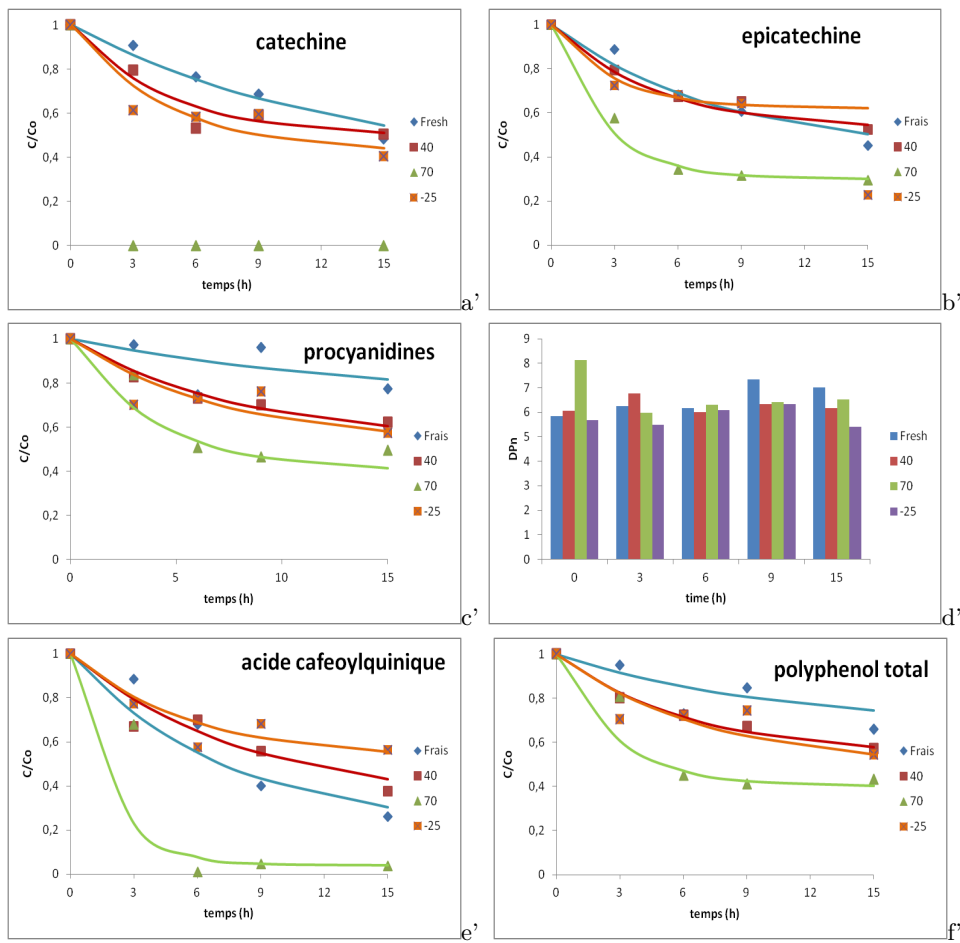 catechine
C/Co
1
0,8
0,6
0,4
0,2
0
0 3 6 9 12 15
temps (h)
Fresh
40
70
-25
a'
epicatechine
C/Co
1
0,8
0,6
0,4
0,2
0
0 3 6 9 12 15
temps (h)
Frais
40
70
-25
b'
procyanidines
C/Co
1
0,8
0,6
0,4
0,2
0
0 5 10 15
temps (h)
Frais
40
70
-25
c'
DPn
9
8
7
6
5
4
3
2
1
0
0 3 6 9 15
time (h)
Fresh
40
70
-25
d'
acide cafeoylquinique
C/Co
1
0,8
0,6
0,4
0,2
0
0 3 6 9 12 15
temps (h)
Frais
40
70
-25
e'
polyphenol total
C/Co
1
0,8
0,6
0,4
0,2
0
0 3 6 9 12 15
temps (h)
Frais
40
70
-25
f'